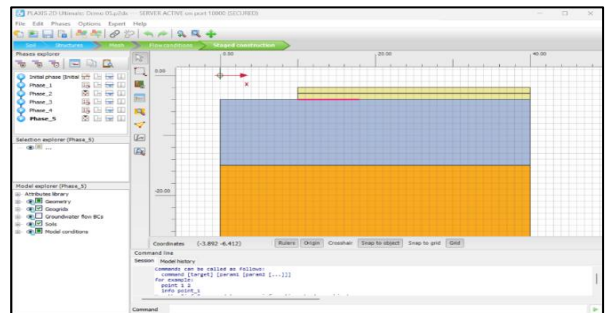 PLAXIS 2D Ultimate: Demo 01y2dx --- SERVER ACTIVE on port 10000 (SECURED)
File Edit Phases Options Expert Help
Soil Structures Mesh Flow conditions Staged construction
Phases explorer
Initial phase [Initial
Phase_1
Phase_2
Phase_3
Phase_4
Phase_5
Selection explorer (Phase_5)
...
Model explorer (Phase_5)
Attributes library
Geometry
Geogrids
Groundwater flow BCs
Soils
Model conditions
0.00 20.00 40.00
0.00
x
-20.00
Coordinates (-3.892 -6.412) Rulers Origin Crosshair Snap to object Snap to grid Grid
Command line
Session Model history
Commands can be called as follows:
command [target] [param1 [param2 [...]]]
For example:
point 1 2
info point_1
Command